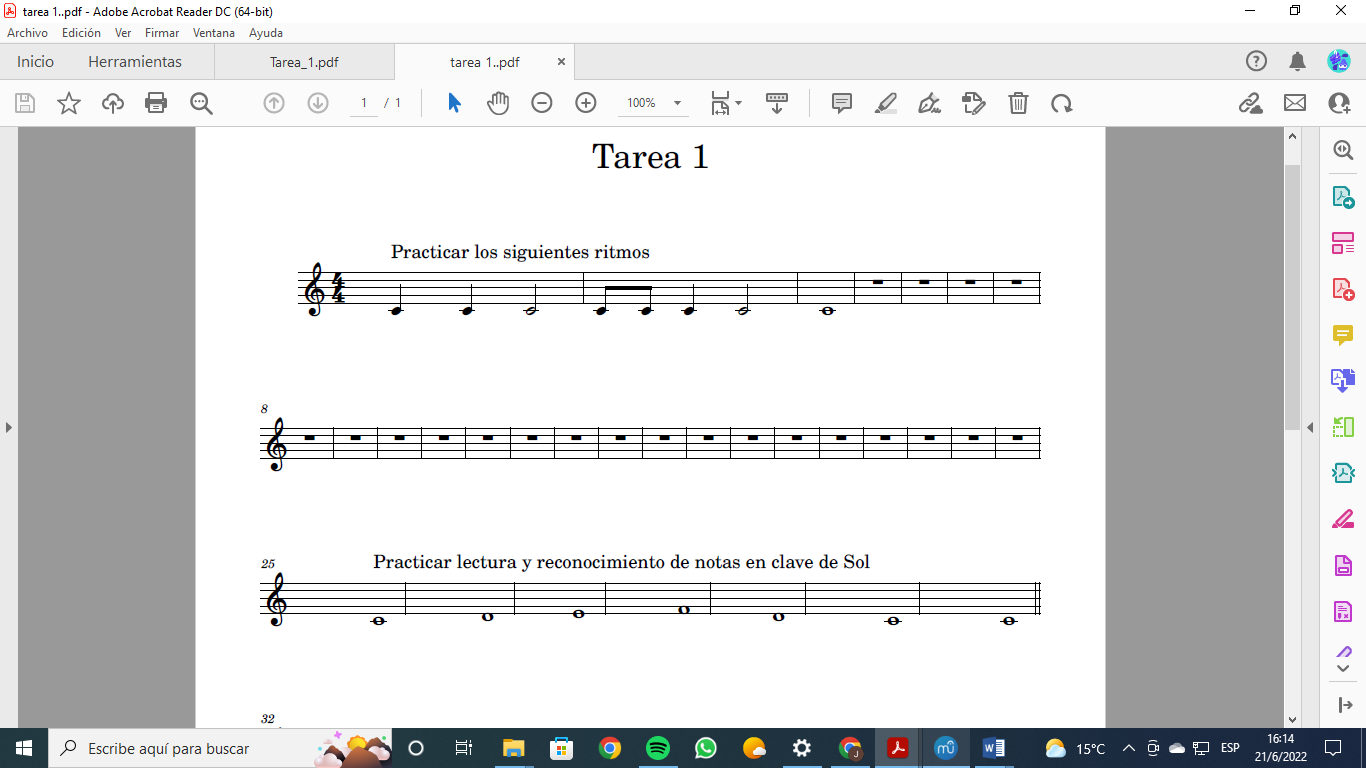 tarea 1..pdf - Adobe Acrobat Reader DC (64-bit)
Archivo Edición Ver Firmar Ventana Ayuda
Inicio Herramientas Tarea_1.pdf tarea 1..pdf
1 / 1 100%
Tarea 1
Practicar los siguientes ritmos
4
4
8
25
Practicar lectura y reconocimiento de notas en clave de Sol
32
Escribe aquí para buscar
15°C ESP
16:14
21/6/2022